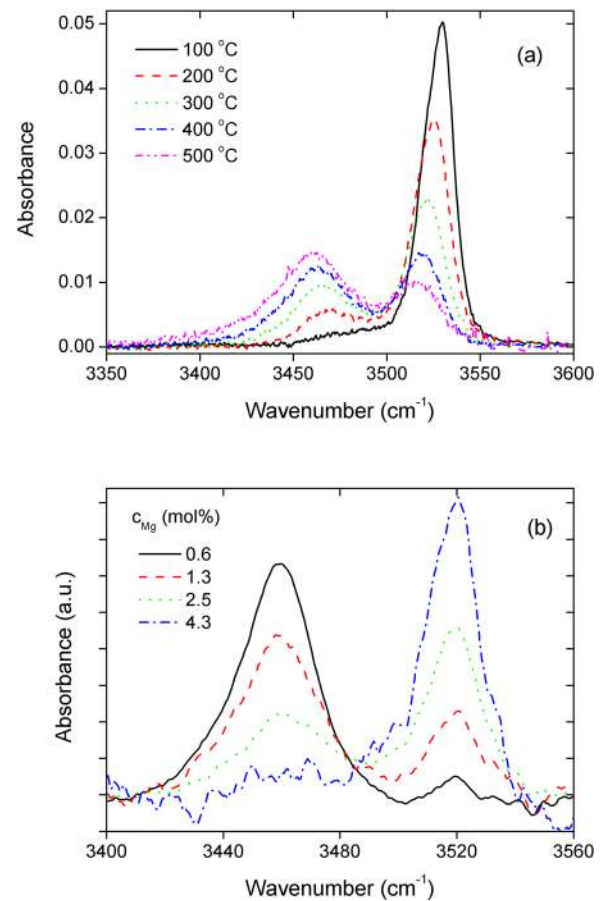 0.05
0.04
0.03
0.02
0.01
0.00
Absorbance
100 °C
200 °C
300 °C
400 °C
500 °C
(a)
3350 3400 3450 3500 3550 3600
Wavenumber (cm⁻¹)
c_Mg (mol%)
0.6
1.3
2.5
4.3
(b)
Absorbance (a.u.)
3400 3440 3480 3520 3560
Wavenumber (cm⁻¹)